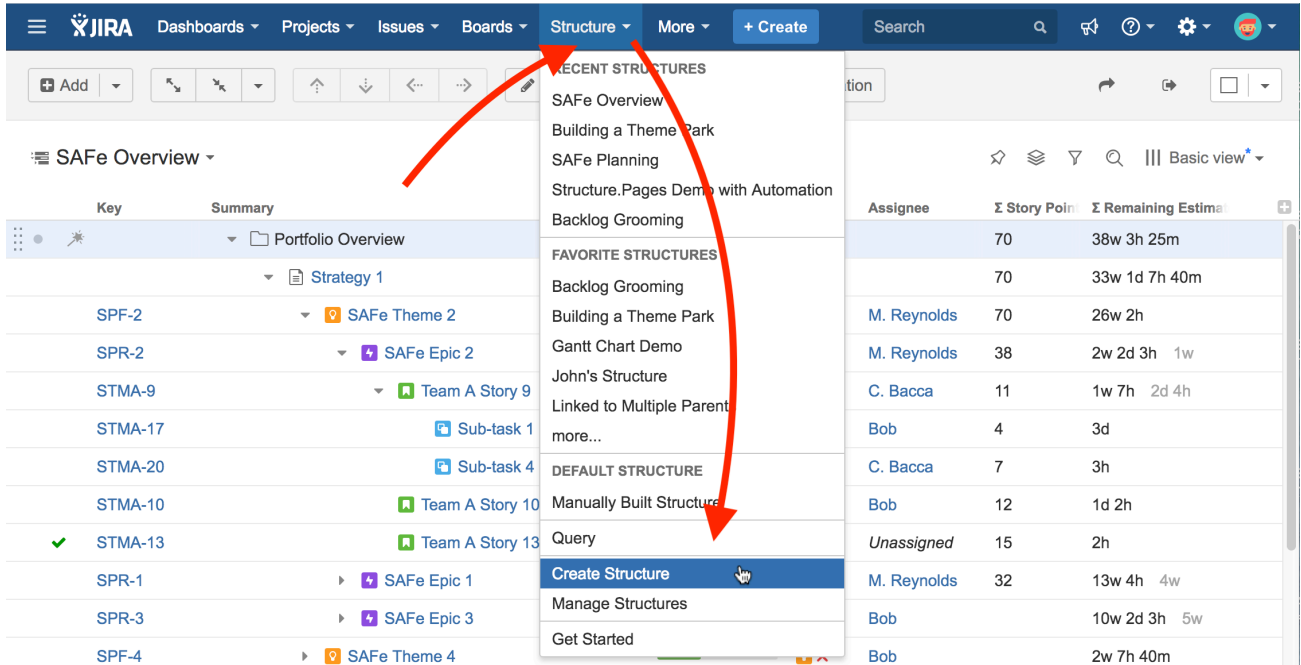 JIRA Dashboards Projects Issues Boards Structure More + Create Search
Add
tion
SAFe Overview
Basic view*
Key Summary Assignee Σ Story Poin Σ Remaining Estima
Portfolio Overview 70 38w 3h 25m
Strategy 1 70 33w 1d 7h 40m
SPF-2 SAFe Theme 2 M. Reynolds 70 26w 2h
SPR-2 SAFe Epic 2 M. Reynolds 38 2w 2d 3h 1w
STMA-9 Team A Story 9 C. Bacca 11 1w 7h 2d 4h
STMA-17 Sub-task 1 Bob 4 3d
STMA-20 Sub-task 4 C. Bacca 7 3h
STMA-10 Team A Story 10 Bob 12 1d 2h
STMA-13 Team A Story 13 Unassigned 15 2h
SPR-1 SAFe Epic 1 M. Reynolds 32 13w 4h 4w
SPR-3 SAFe Epic 3 Bob 10w 2d 3h 5w
SPF-4 SAFe Theme 4 Bob 2w 7h 40m
RECENT STRUCTURES
SAFe Overview
Building a Theme Park
SAFe Planning
Structure.Pages Demo with Automation
Backlog Grooming
FAVORITE STRUCTURES
Backlog Grooming
Building a Theme Park
Gantt Chart Demo
John's Structure
Linked to Multiple Parent
more...
DEFAULT STRUCTURE
Manually Built Structure
Query
Create Structure
Manage Structures
Get Started